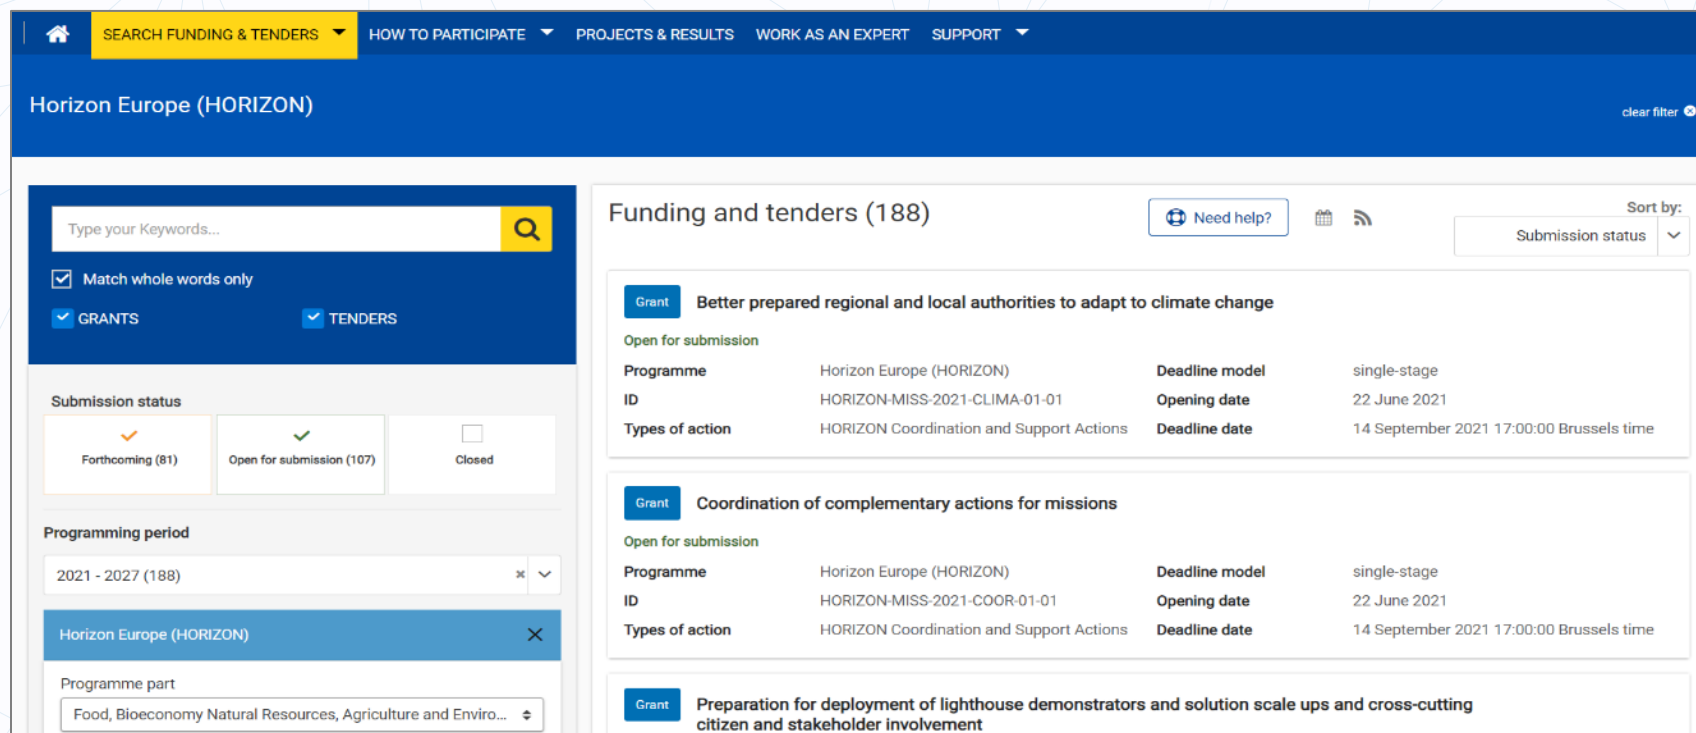 SEARCH FUNDING & TENDERS
HOW TO PARTICIPATE
PROJECTS & RESULTS
WORK AS AN EXPERT
SUPPORT
Horizon Europe (HORIZON)
clear filter
Type your Keywords...
Match whole words only
GRANTS
TENDERS
Submission status
Forthcoming (81)
Open for submission (107)
Closed
Programming period
2021 - 2027 (188)
Horizon Europe (HORIZON)
Programme part
Food, Bioeconomy Natural Resources, Agriculture and Enviro...
Funding and tenders (188)
Need help?
Sort by:
Submission status
Grant Better prepared regional and local authorities to adapt to climate change
Open for submission
Programme Horizon Europe (HORIZON) Deadline model single-stage
ID HORIZON-MISS-2021-CLIMA-01-01 Opening date 22 June 2021
Types of action HORIZON Coordination and Support Actions Deadline date 14 September 2021 17:00:00 Brussels time
Grant Coordination of complementary actions for missions
Open for submission
Programme Horizon Europe (HORIZON) Deadline model single-stage
ID HORIZON-MISS-2021-COOR-01-01 Opening date 22 June 2021
Types of action HORIZON Coordination and Support Actions Deadline date 14 September 2021 17:00:00 Brussels time
Grant Preparation for deployment of lighthouse demonstrators and solution scale ups and cross-cutting
citizen and stakeholder involvement